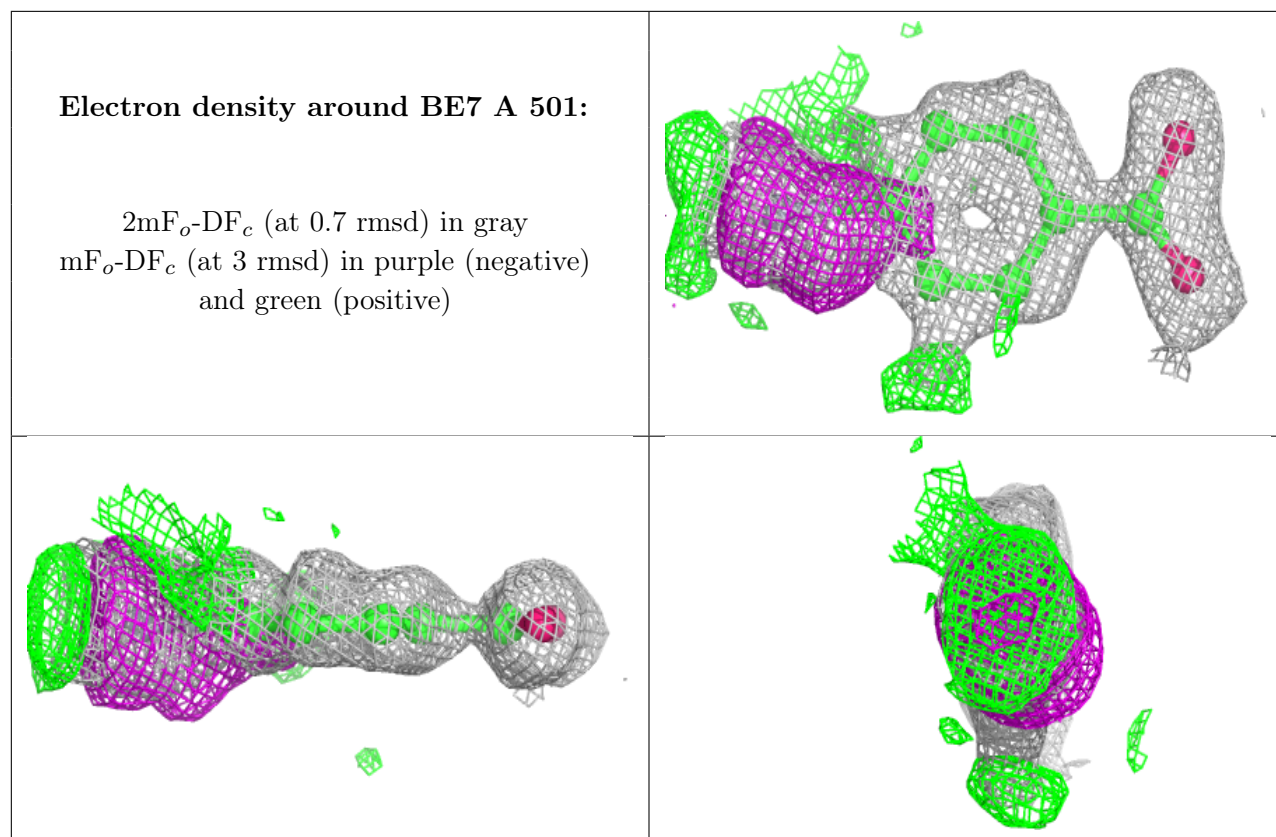 Electron density around BE7 A 501:
2mFo-DFc (at 0.7 rmsd) in gray
mFo-DFc (at 3 rmsd) in purple (negative)
and green (positive)